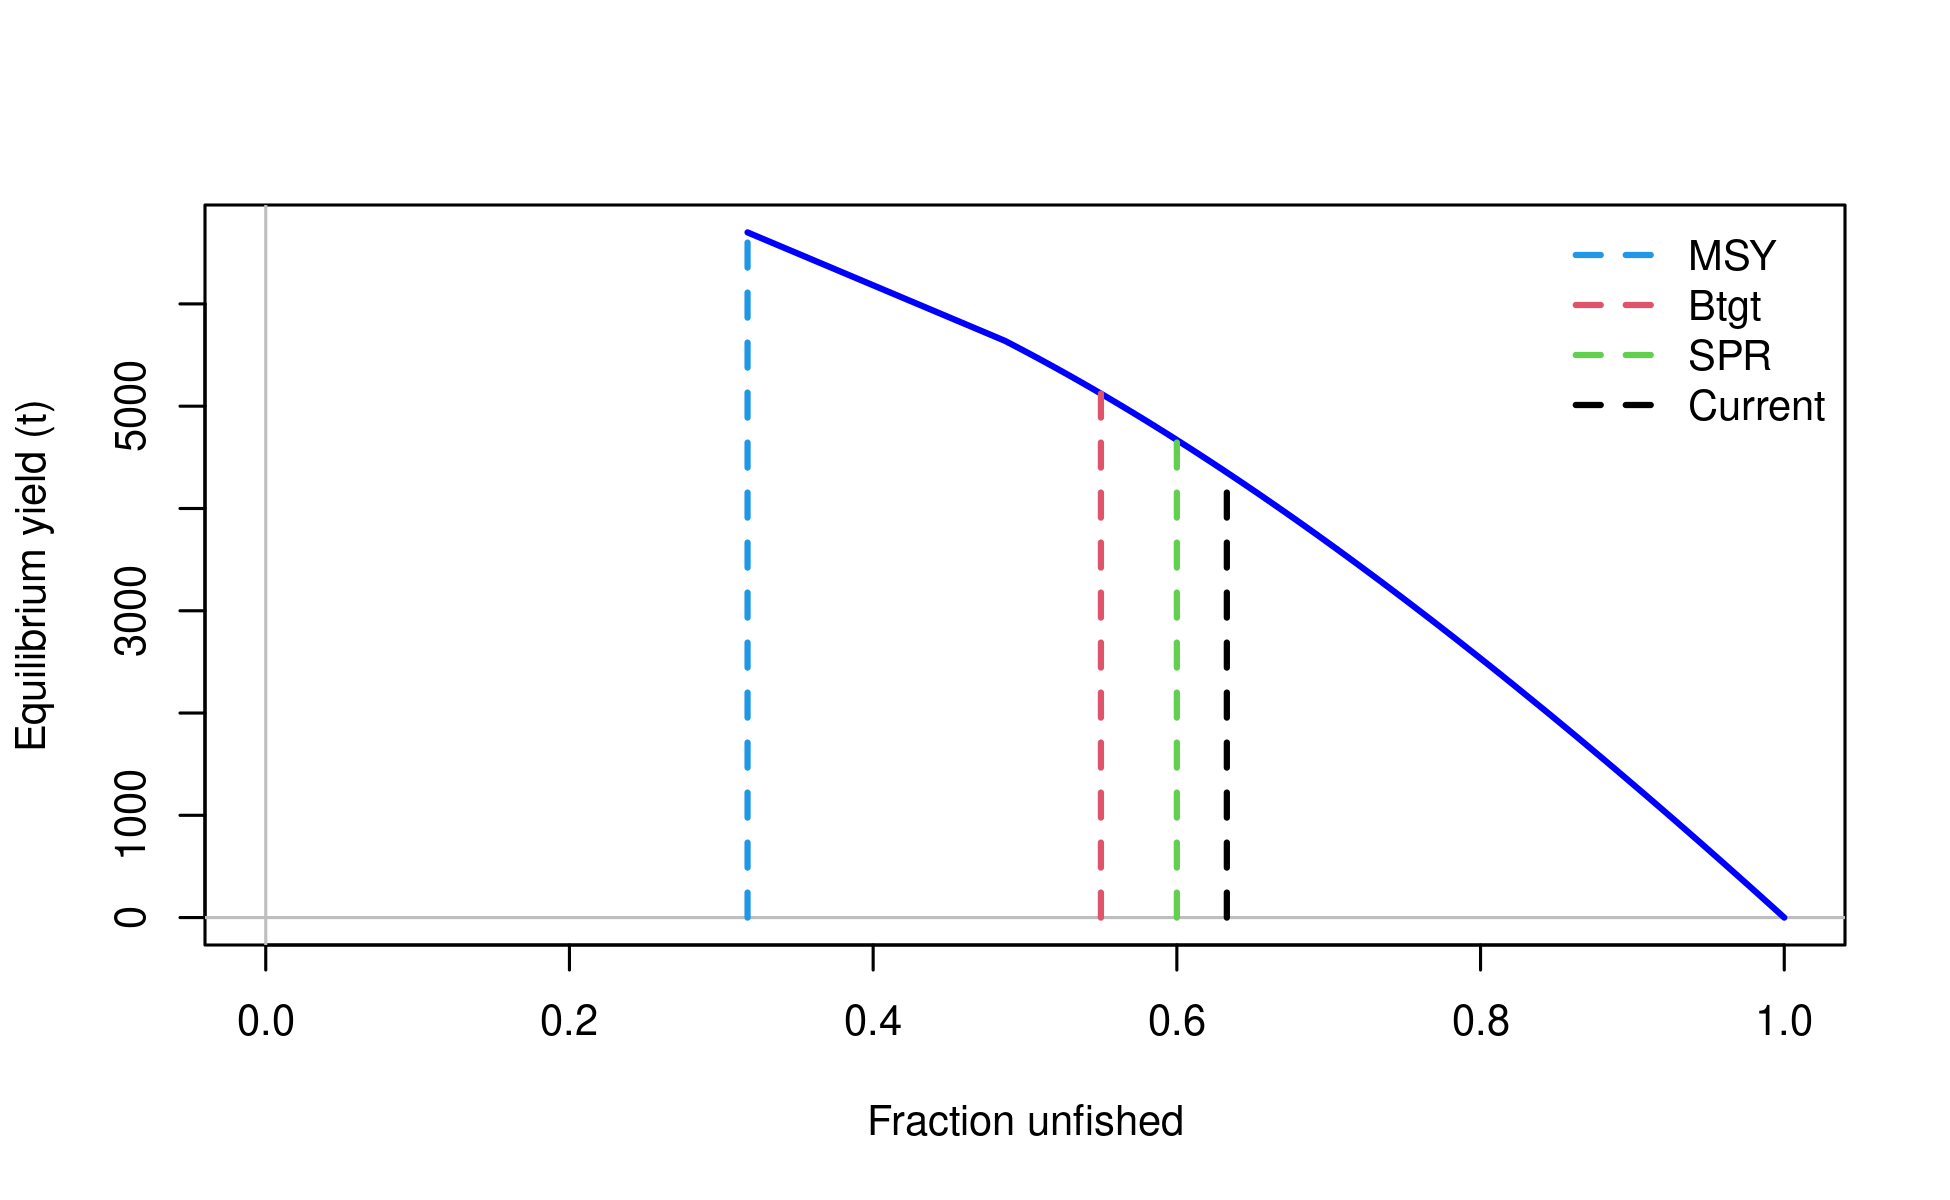 MSY
Btgt
SPR
Current
Equilibrium yield (t)
5000
3000
1000
0
0.0 0.2 0.4 0.6 0.8 1.0
Fraction unfished